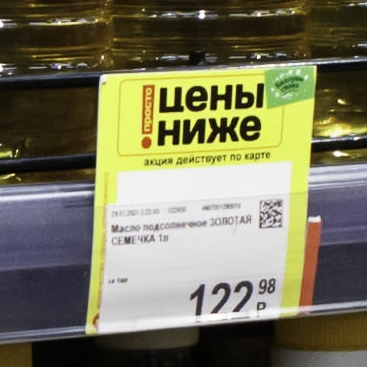 просто
ЦЕНЫ
НИЖЕ
акция действует по карте
Масло подсолнечное ЗОЛОТАЯ
СЕМЕЧКА 1л
122 98
Р